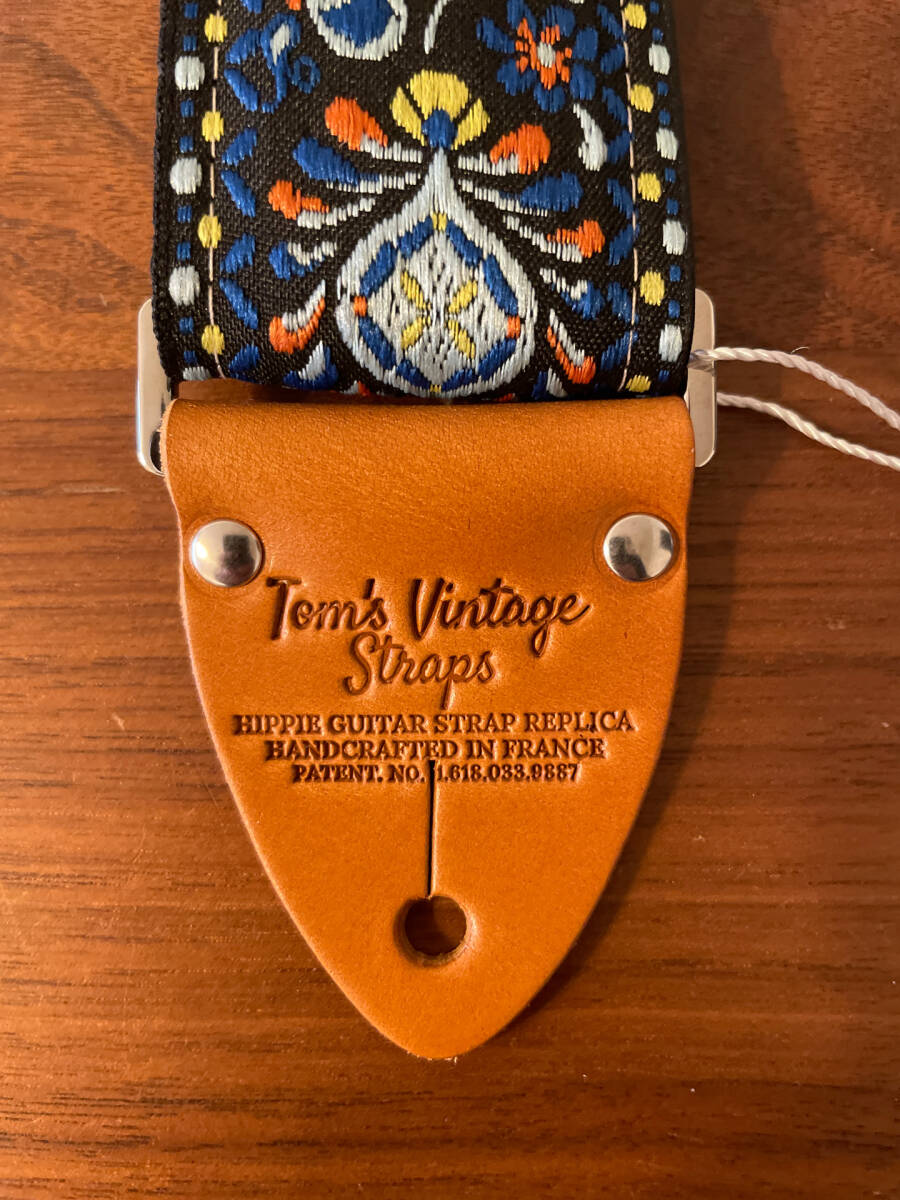 Tom's Vintage
Straps
HIPPIE GUITAR STRAP REPLICA
HANDCRAFTED IN FRANCE
PATENT. NO. 1.618.033.9887